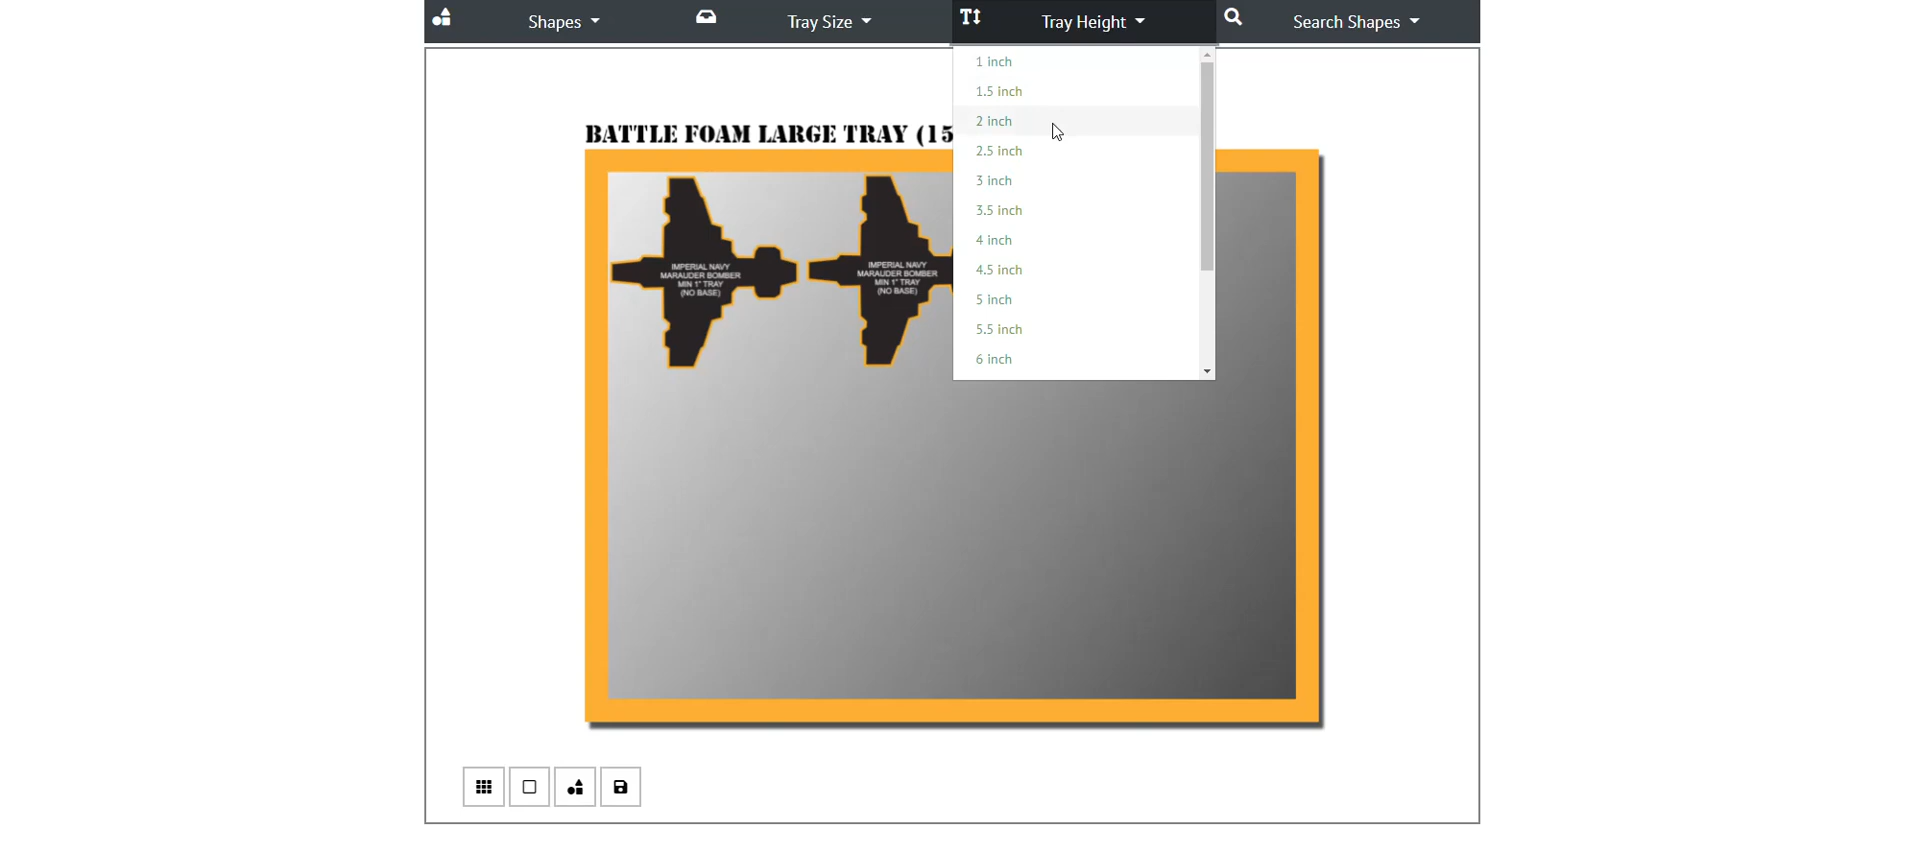 Shapes
Tray Size
Tray Height
Search Shapes
1 inch
1.5 inch
2 inch
2.5 inch
3 inch
3.5 inch
4 inch
4.5 inch
5 inch
5.5 inch
6 inch
BATTLE FOAM LARGE TRAY (15
IMPERIAL NAVY
MARAUDER BOMBER
MIN 1" TRAY
(NO BASE)
IMPERIAL NAVY
MARAUDER BOMBER
MIN 1" TRAY
(NO BASE)